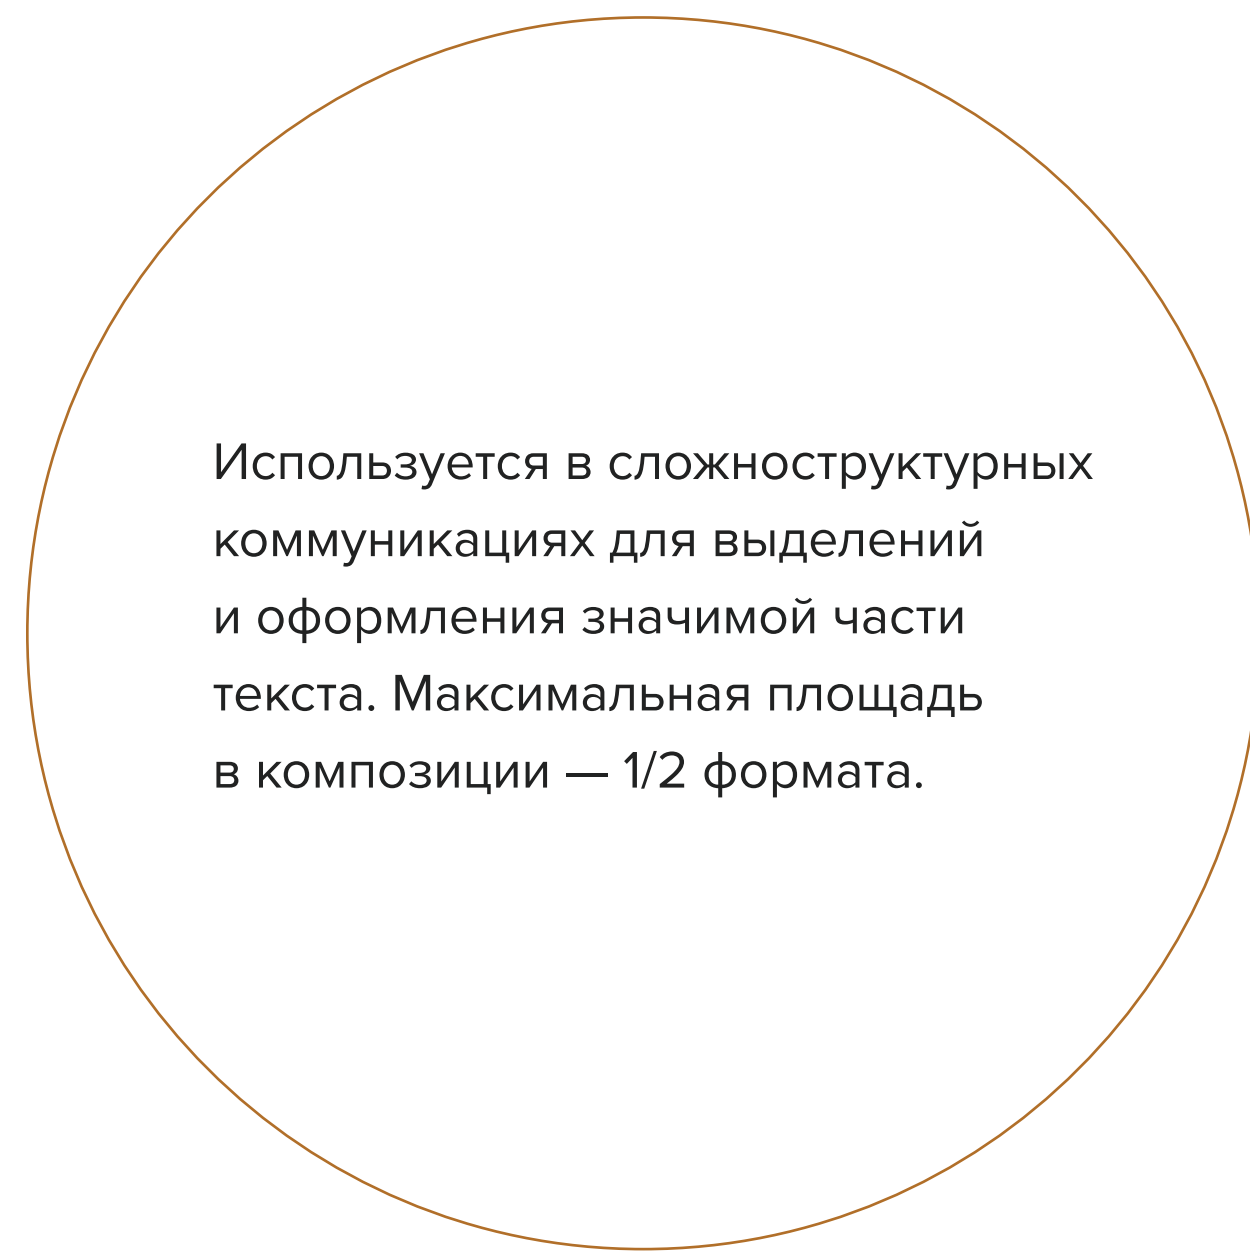 Используется в сложноструктурных
коммуникациях для выделений
и оформления значимой части
текста. Максимальная площадь
в композиции — 1/2 формата.